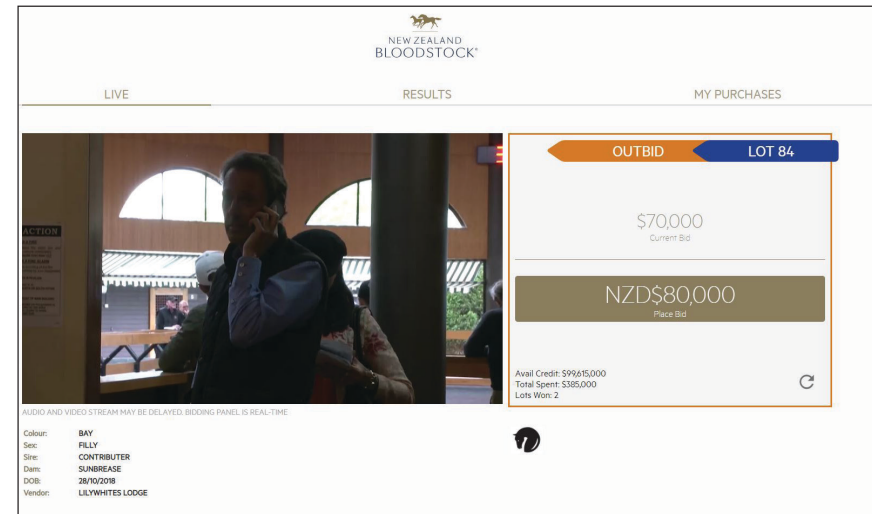 NEW ZEALAND
BLOODSTOCK®
LIVE
RESULTS
MY PURCHASES
ACTION
OUTBID
LOT 84
$70,000
Current Bid
NZD$80,000
Place Bid
Avail Credit: $99,615,000
Total Spent: $385,000
Lots Won: 2
AUDIO AND VIDEO STREAM MAY BE DELAYED. BIDDING PANEL IS REAL-TIME
Colour: BAY
Sex: FILLY
Sire: CONTRIBUTER
Dam: SUNBREASE
DOB: 28/10/2018
Vendor: LILYWHITES LODGE